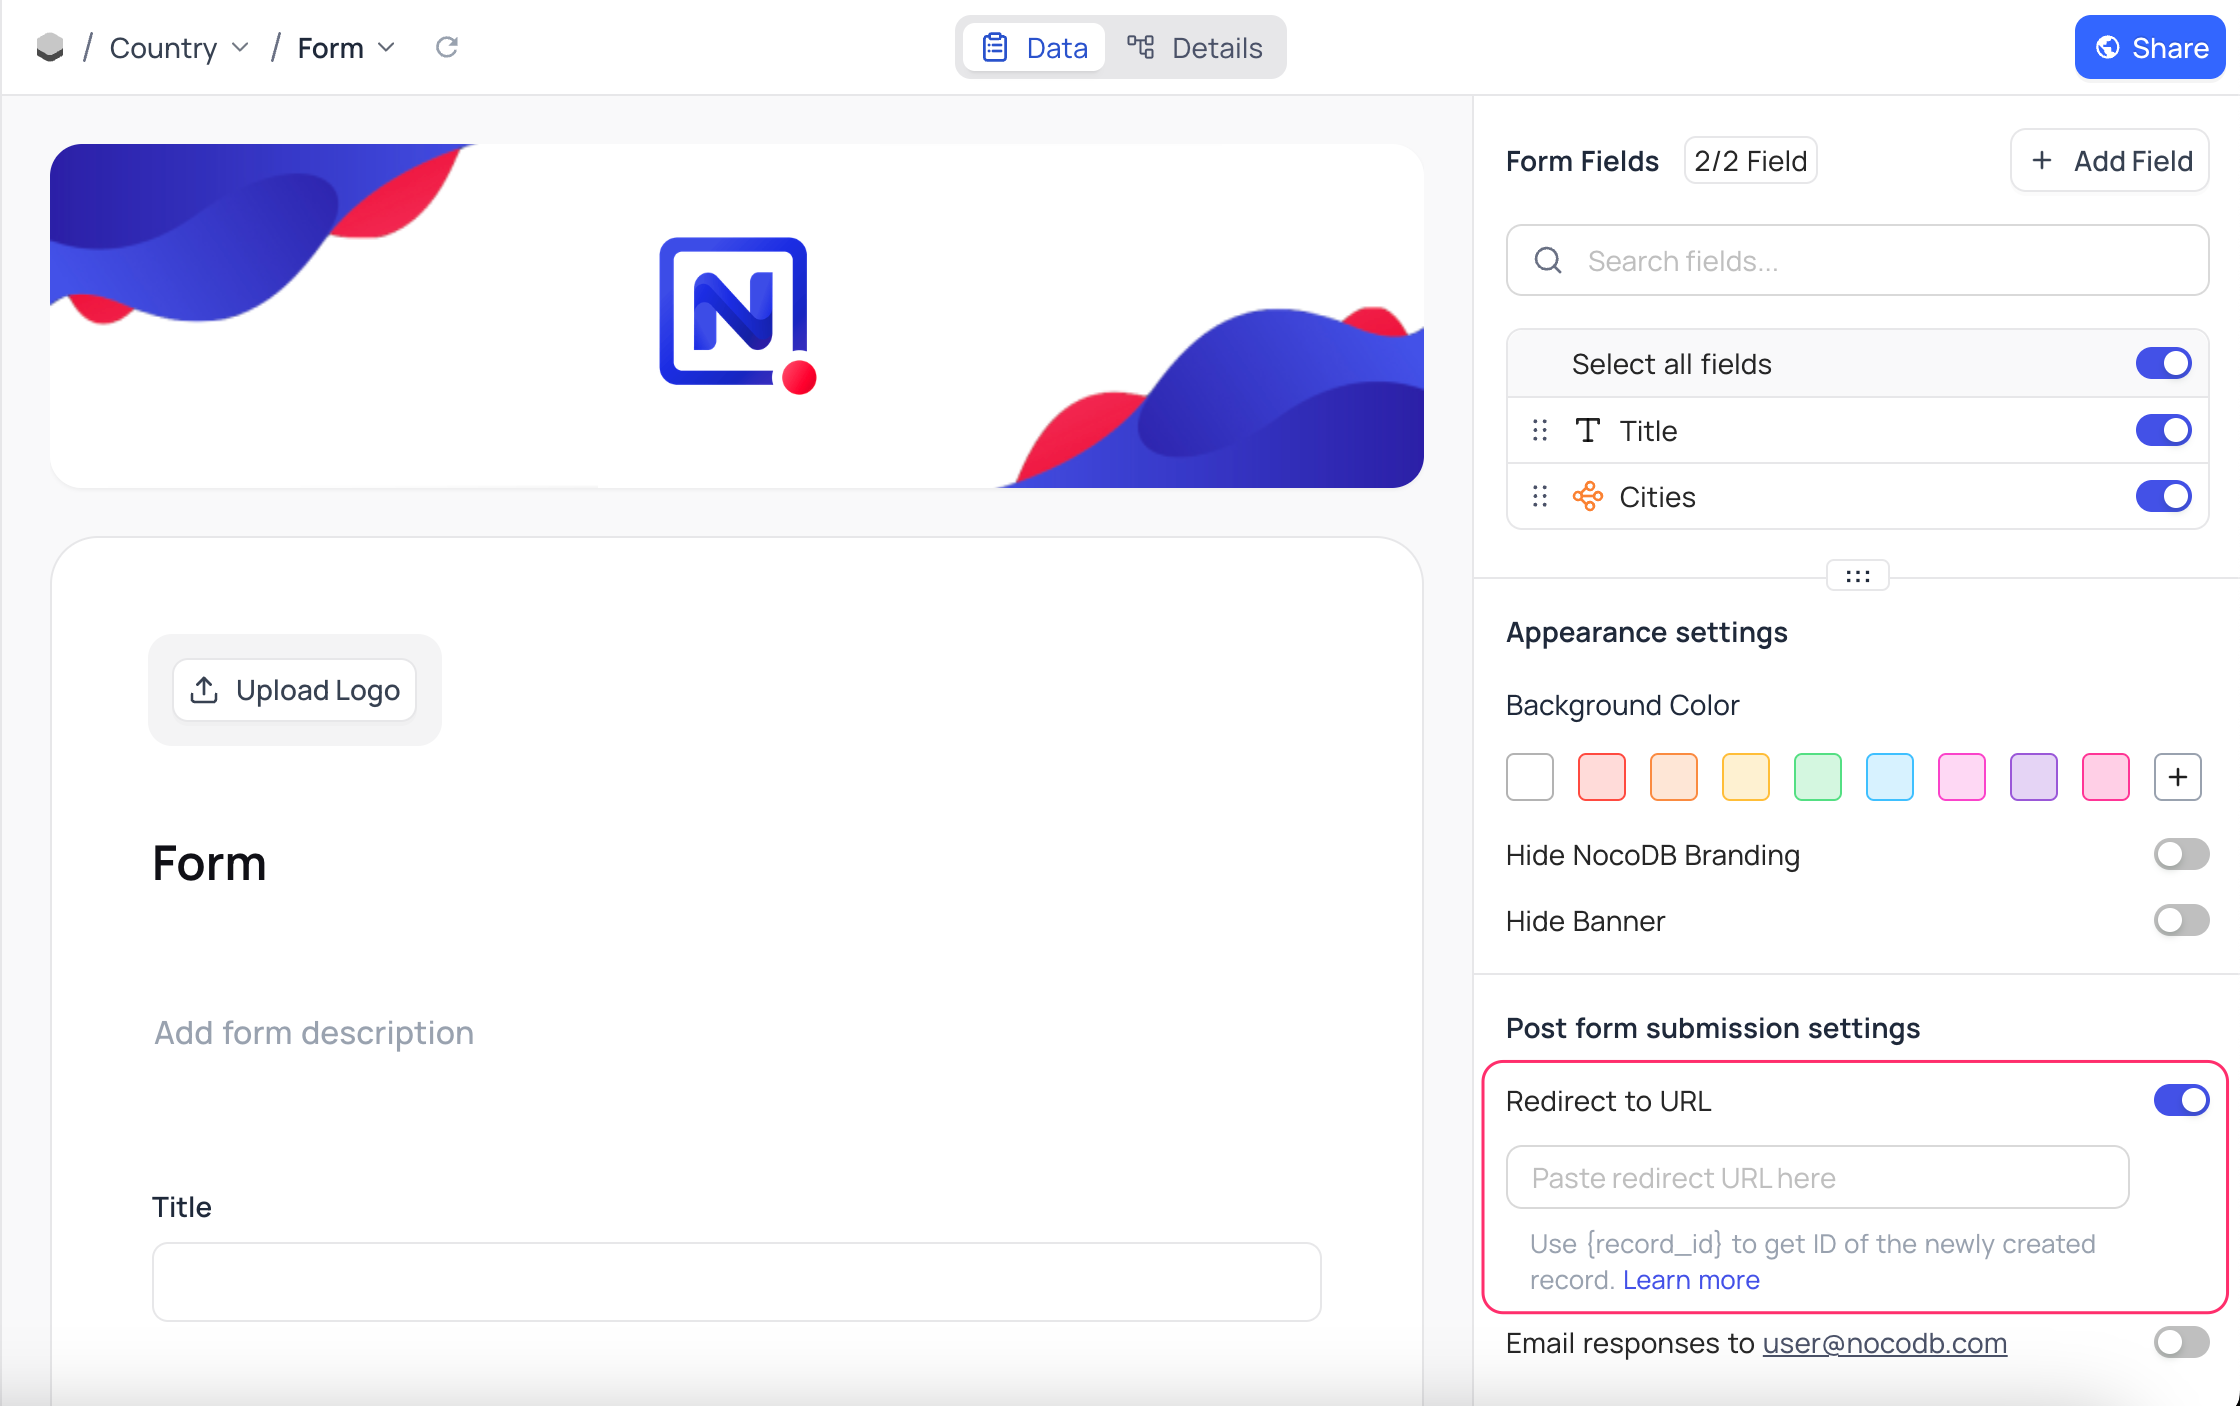 / Country / Form
Data
Details
Share
Upload Logo
Form
Add form description
Title
Form Fields
2/2 Field
+ Add Field
Search fields...
Select all fields
Title
Cities
Appearance settings
Background Color
+
Hide NocoDB Branding
Hide Banner
Post form submission settings
Redirect to URL
Paste redirect URL here
Use {record_id} to get ID of the newly created
record. Learn more
Email responses to user@nocodb.com